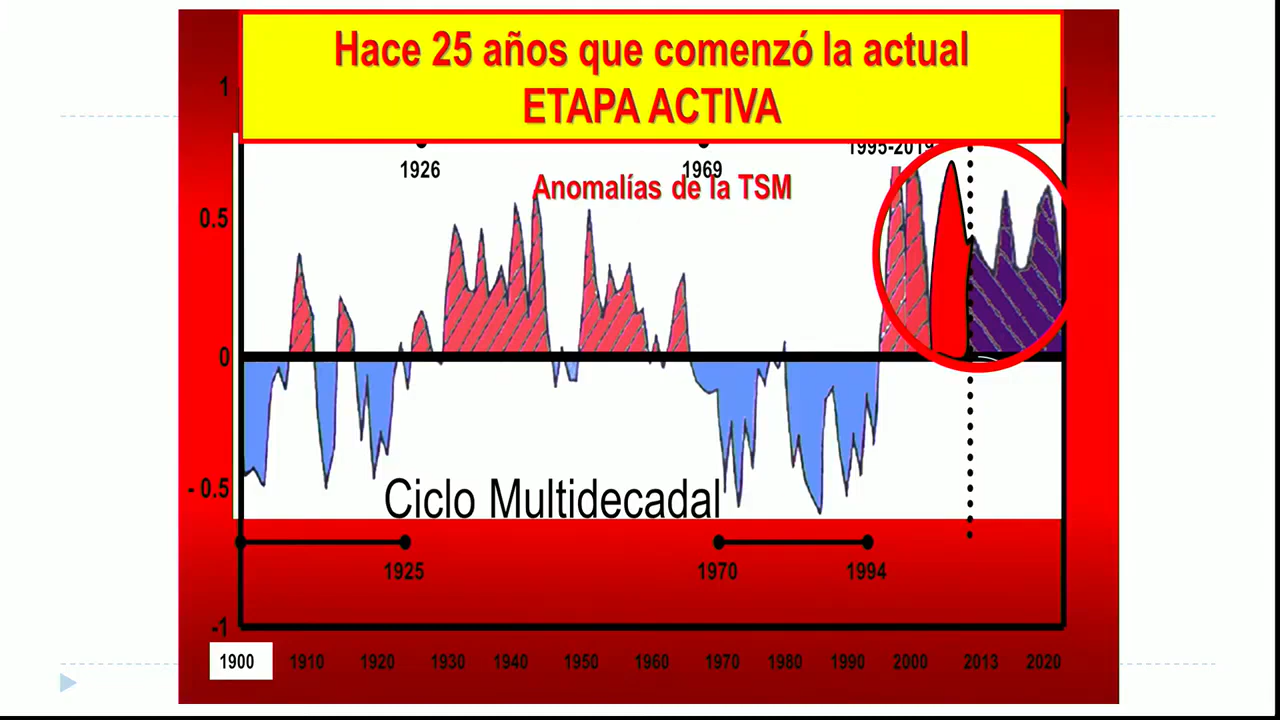 Hace 25 años que comenzó la actual
ETAPA ACTIVA
1
1926
1969
1995-2019
Anomalías de la TSM
0.5
0
- 0.5
Ciclo Multidecadal
1925
1970
1994
-1
1900 1910 1920 1930 1940 1950 1960 1970 1980 1990 2000 2013 2020